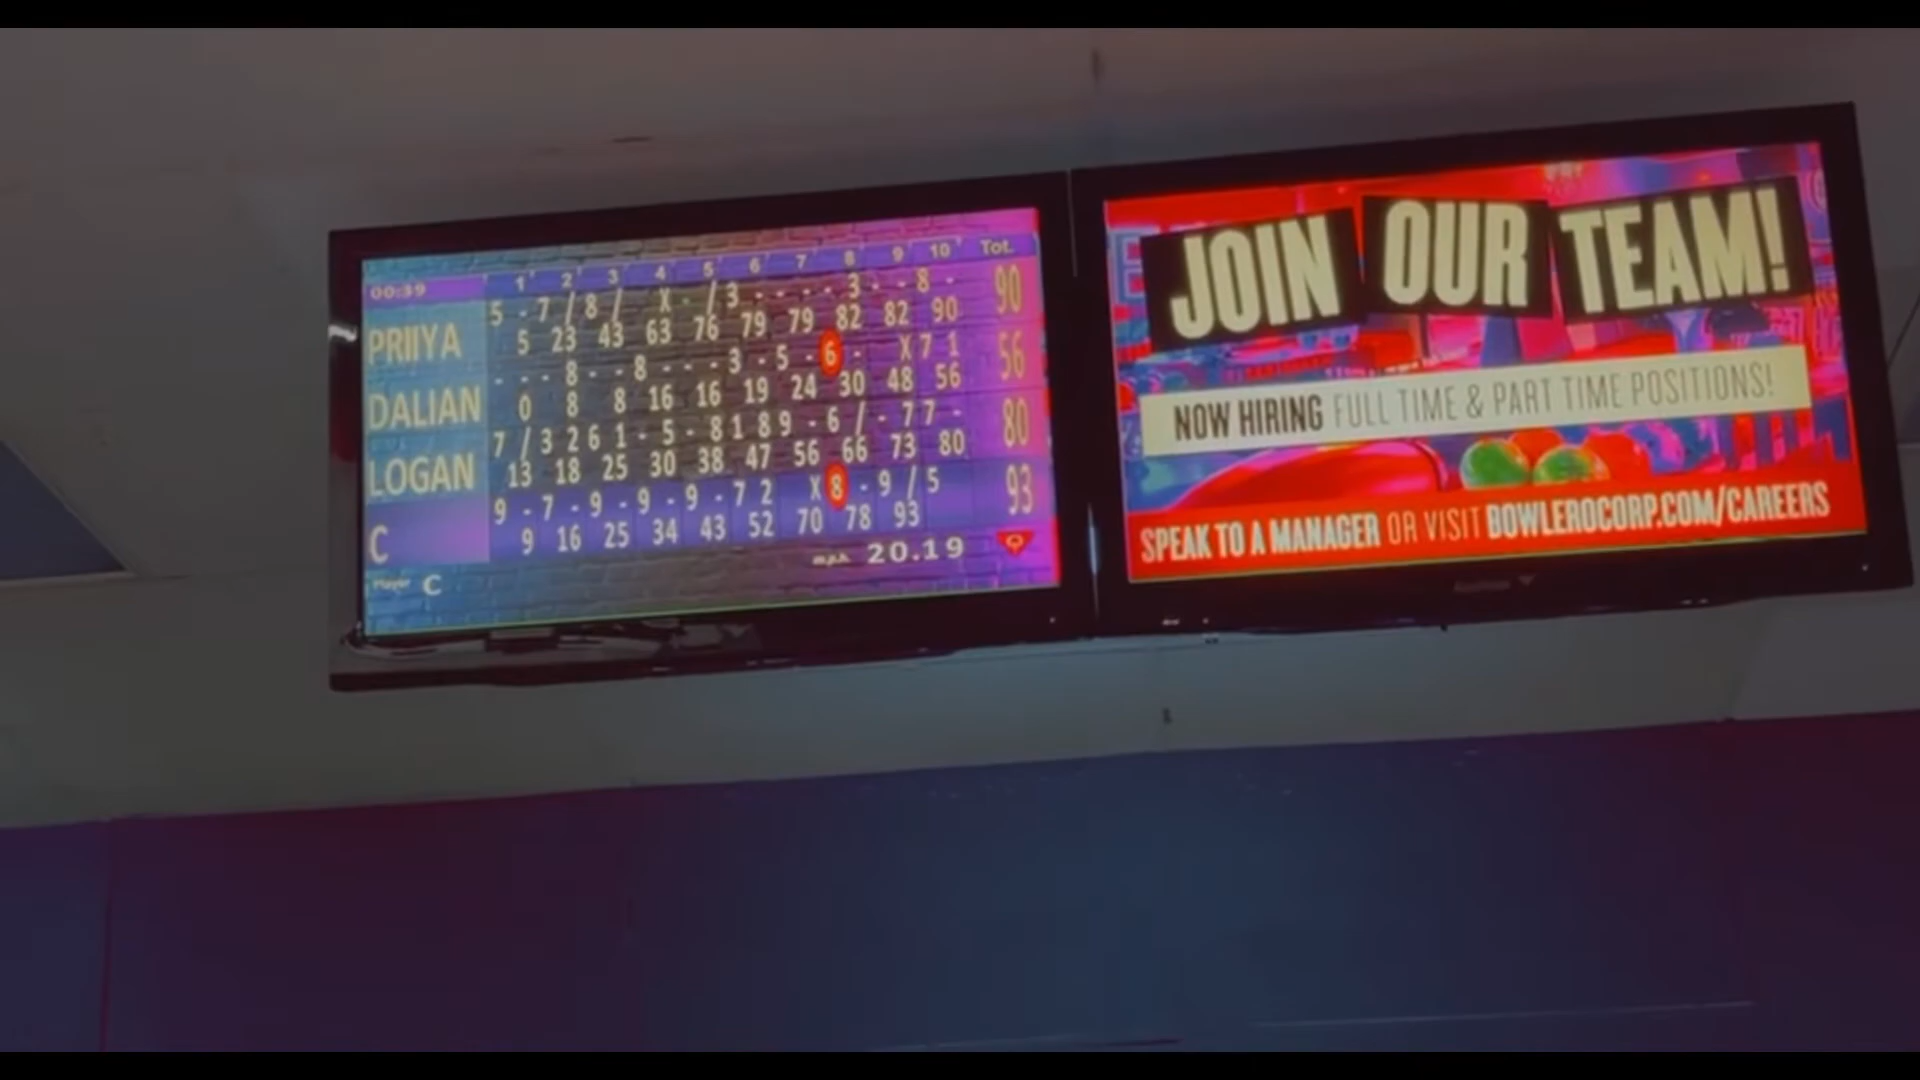 00:39 1 2 3 4 5 6 7 8 9 10 Tot.
5 - 7 / 8 / X - / 3 - - - - 3 - - 8 -
PRIIYA 5 23 43 63 76 79 79 82 82 90 90
- - - 8 - - 8 - - - 3 - 5 - 6 - X 7 1
DALIAN 0 8 8 16 16 19 24 30 48 56 56
7 / 3 2 6 1 - 5 - 8 1 8 9 - 6 / - 7 7 -
LOGAN 13 18 25 30 38 47 56 66 73 80 80
9 - 7 - 9 - 9 - 9 - 7 2 X 8 - 9 / 5
C 9 16 25 34 43 52 70 78 93 93
mph 20.19
Player C
JOIN OUR TEAM!
NOW HIRING FULL TIME & PART TIME POSITIONS!
SPEAK TO A MANAGER OR VISIT BOWLEROCORP.COM/CAREERS